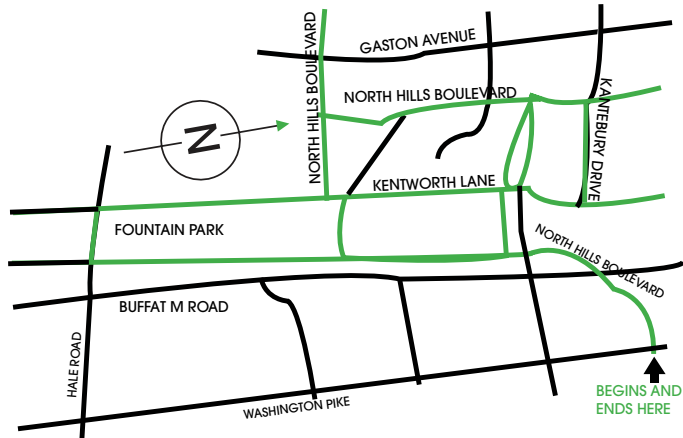 GASTON AVENUE
NORTH HILLS BOULEVARD
NORTH HILLS BOULEVARD
KANTEBURY DRIVE
N
KENTWORTH LANE
FOUNTAIN PARK
NORTH HILLS BOULEVARD
BUFFAT M ROAD
HALE ROAD
WASHINGTON PIKE
BEGINS AND
ENDS HERE